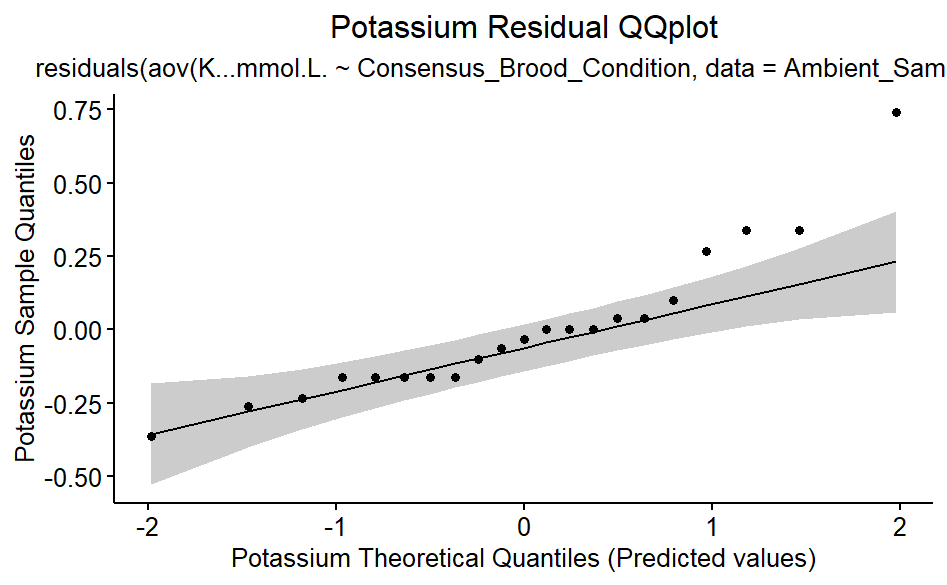 Potassium Residual QQplot
residuals(aov(K...mmol.L. ~ Consensus_Brood_Condition, data = Ambient_Sam
0.75
0.50
0.25
0.00
-0.25
-0.50
Potassium Sample Quantiles
-2 -1 0 1 2
Potassium Theoretical Quantiles (Predicted values)